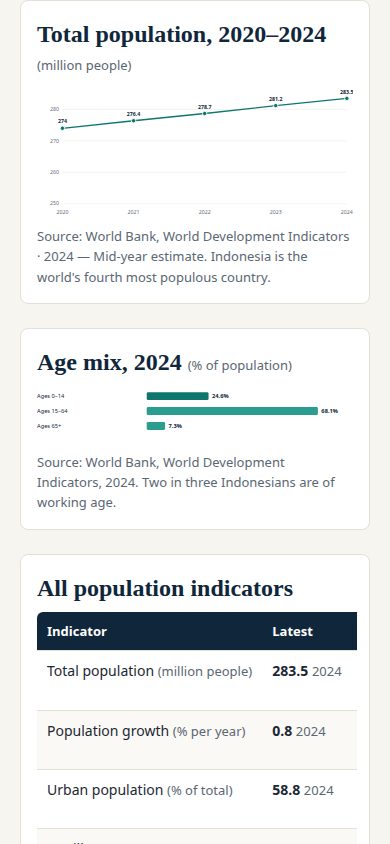 Total population, 2020–2024
(million people)
283.5
281.2
278.7
276.4
274
280
270
260
250
2020 2021 2022 2023 2024
Source: World Bank, World Development Indicators
· 2024 — Mid-year estimate. Indonesia is the
world's fourth most populous country.
Age mix, 2024 (% of population)
Ages 0–14 24.6%
Ages 15–64 68.1%
Ages 65+ 7.3%
Source: World Bank, World Development
Indicators, 2024. Two in three Indonesians are of
working age.
All population indicators
Indicator Latest
Total population (million people) 283.5 2024
Population growth (% per year) 0.8 2024
Urban population (% of total) 58.8 2024